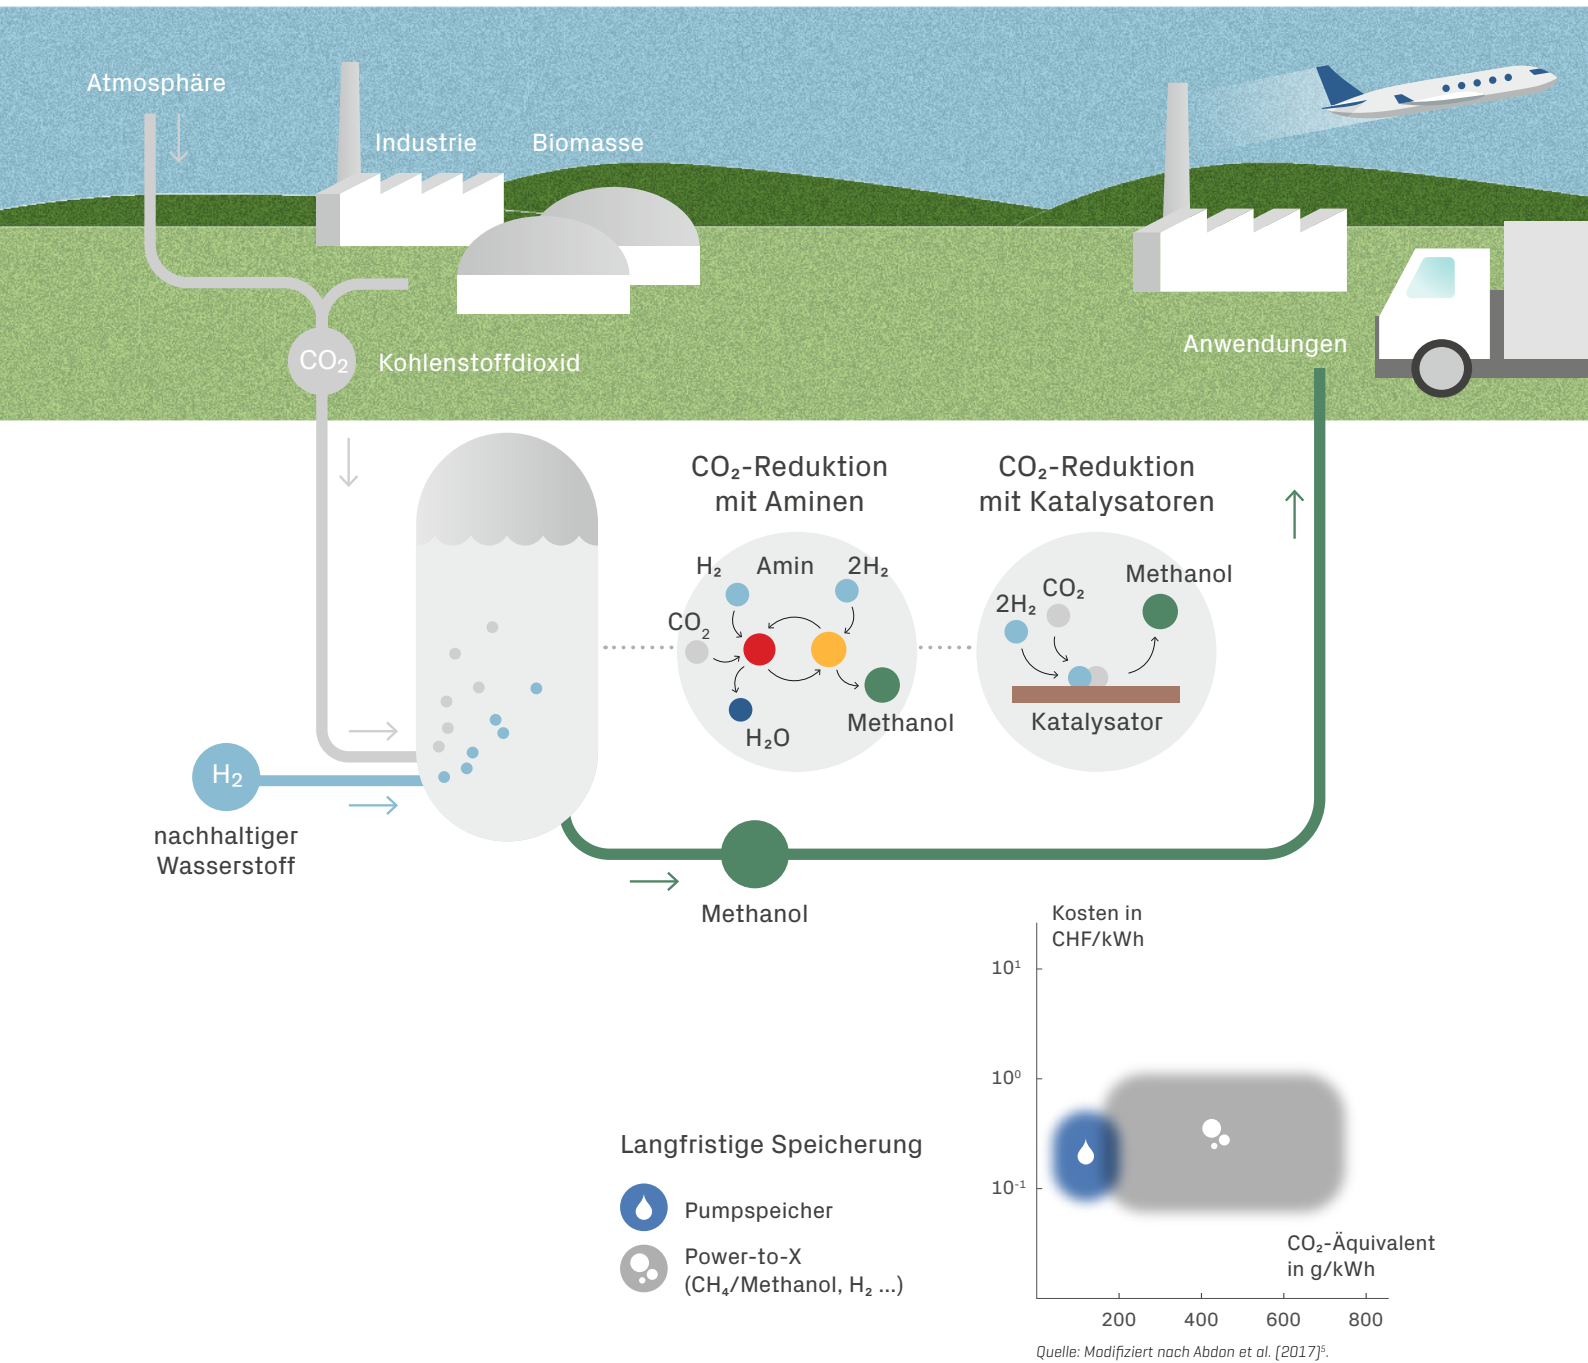 Atmosphäre
Industrie
Biomasse
CO₂
Kohlenstoffdioxid
Anwendungen
CO₂-Reduktion
mit Aminen
CO₂-Reduktion
mit Katalysatoren
H₂
Amin
2H₂
CO₂
H₂O
Methanol
2H₂
CO₂
Methanol
Katalysator
H₂
nachhaltiger
Wasserstoff
Methanol
Kosten in
CHF/kWh
10¹
10⁰
10⁻¹
CO₂-Äquivalent
in g/kWh
200 400 600 800
Langfristige Speicherung
Pumpspeicher
Power-to-X
(CH₄/Methanol, H₂ ...)
Quelle: Modifiziert nach Abdon et al. (2017)⁵.